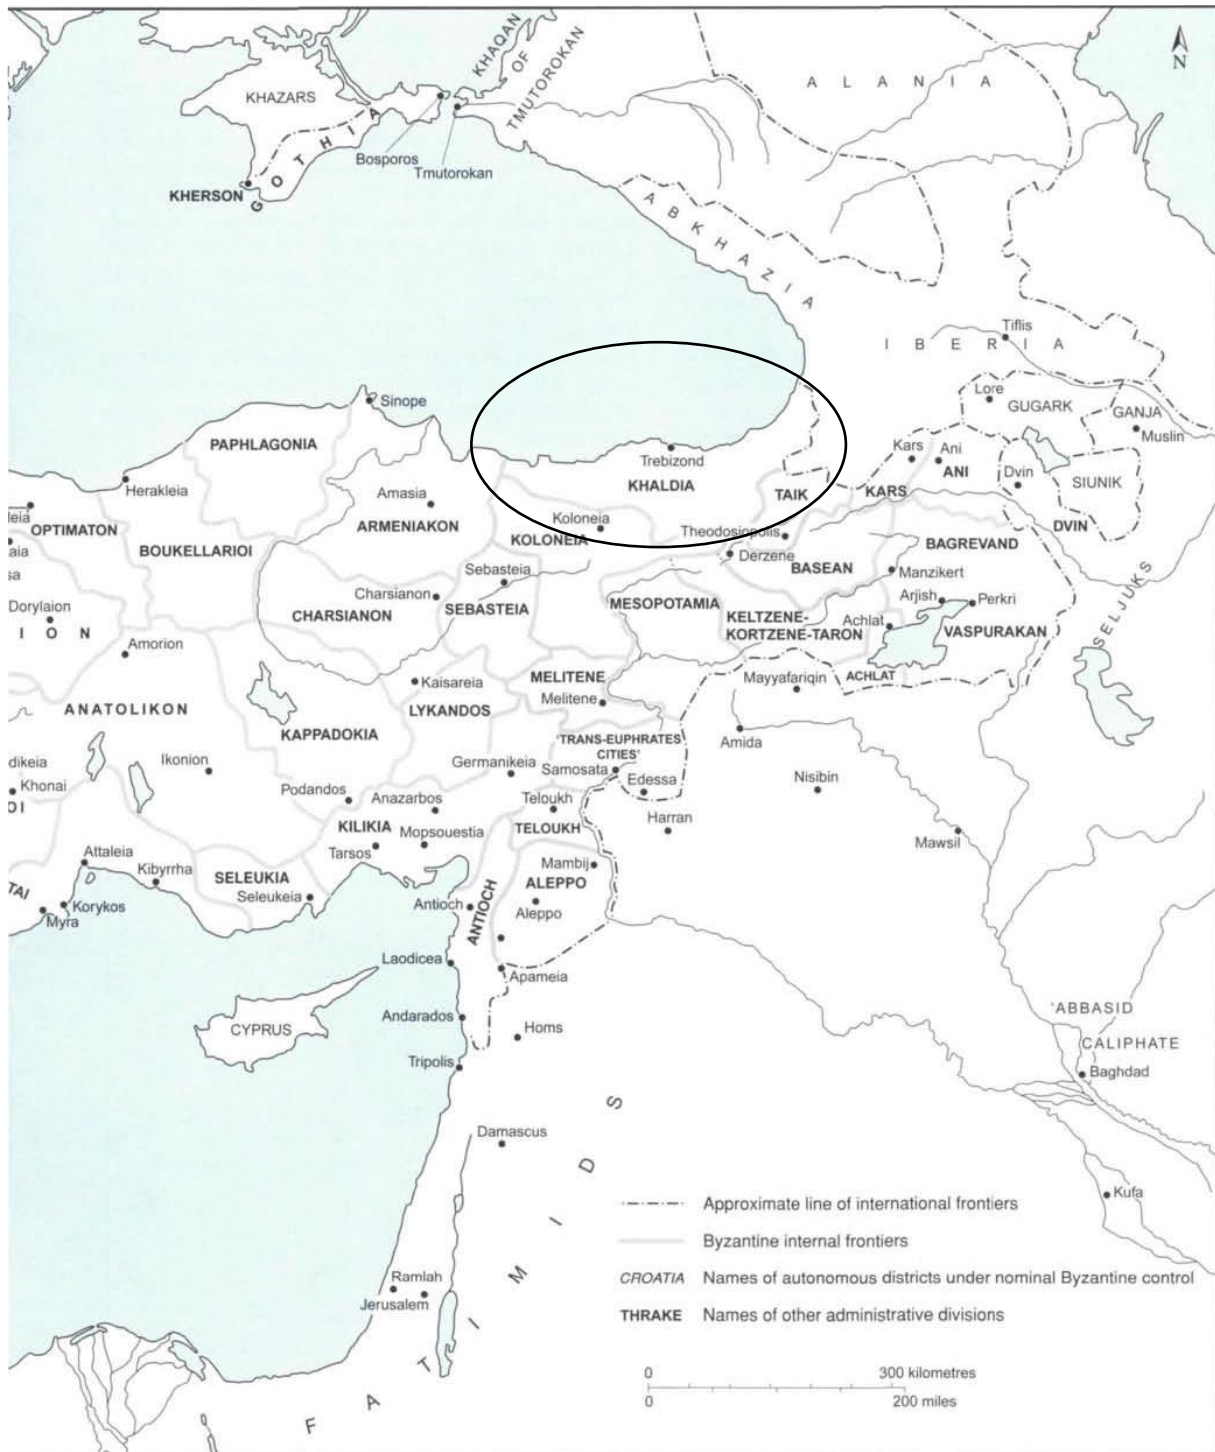 N
KHAQAN
OF
TMUTOROKAN
ALANIA
KHAZARS
GOTHIA
Bosporos
Tmutorokan
KHERSON
ABKHAZIA
Tiflis
IBERIA
Sinope
Lore
GUGARK
GANJA
Muslin
PAPHLAGONIA
Trebizond
Kars
Ani
ANI
Dvin
SIUNIK
Herakleia
Amasia
KHALDIA
TAIK
KARS
leia
OPTIMATON
ARMENIAKON
Koloneia
KOLONEIA
Theodosiopolis
DVIN
aia
BOUKELLARIOI
Derzene
BASEAN
BAGREVAND
sa
Sebasteia
Manzikert
Dorylaion
Charsianon
CHARSIANON
SEBASTEIA
MESOPOTAMIA
KELTZENE-
KORTZENE-TARON
Arjish
Perkri
SELJUKS
ION
Achlat
VASPURAKAN
Amorion
Kaisareia
MELITENE
Melitene
Mayyafariqin
ACHLAT
ANATOLIKON
LYKANDOS
KAPPADOKIA
'TRANS-EUPHRATES
CITIES'
Amida
dikeia
Ikonion
Germanikeia
Samosata
Edessa
Nisibin
Khonai
OI
Podandos
Anazarbos
Teloukh
Harran
KILIKIA
Mopsouestia
TELOUKH
Mawsil
Attaleia
Tarsos
Kibyrrha
SELEUKIA
Mambij
ALEPPO
TAI
Seleukeia
Korykos
Antioch
ANTIOCH
Aleppo
Myra
Laodicea
Apameia
CYPRUS
Andarados
Homs
'ABBASID
CALIPHATE
Tripolis
Baghdad
Damascus
Kufa
FATIMIDS
Ramlah
Jerusalem
Approximate line of international frontiers
Byzantine internal frontiers
CROATIA Names of autonomous districts under nominal Byzantine control
THRAKE Names of other administrative divisions
0 300 kilometres
0 200 miles